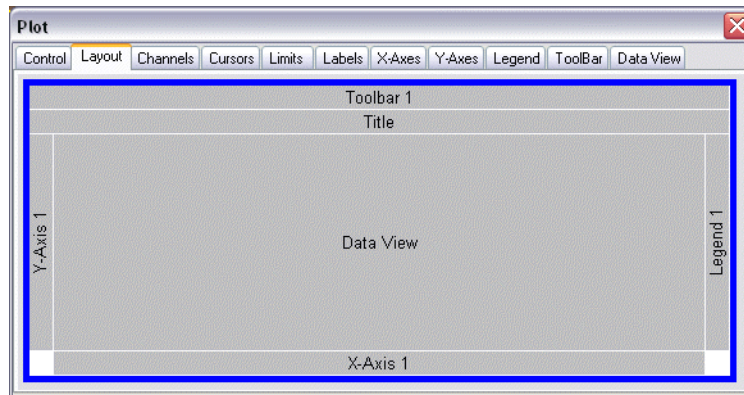 Plot
Control Layout Channels Cursors Limits Labels X-Axes Y-Axes Legend ToolBar Data View
Toolbar 1
Title
Y-Axis 1
Data View
Legend 1
X-Axis 1